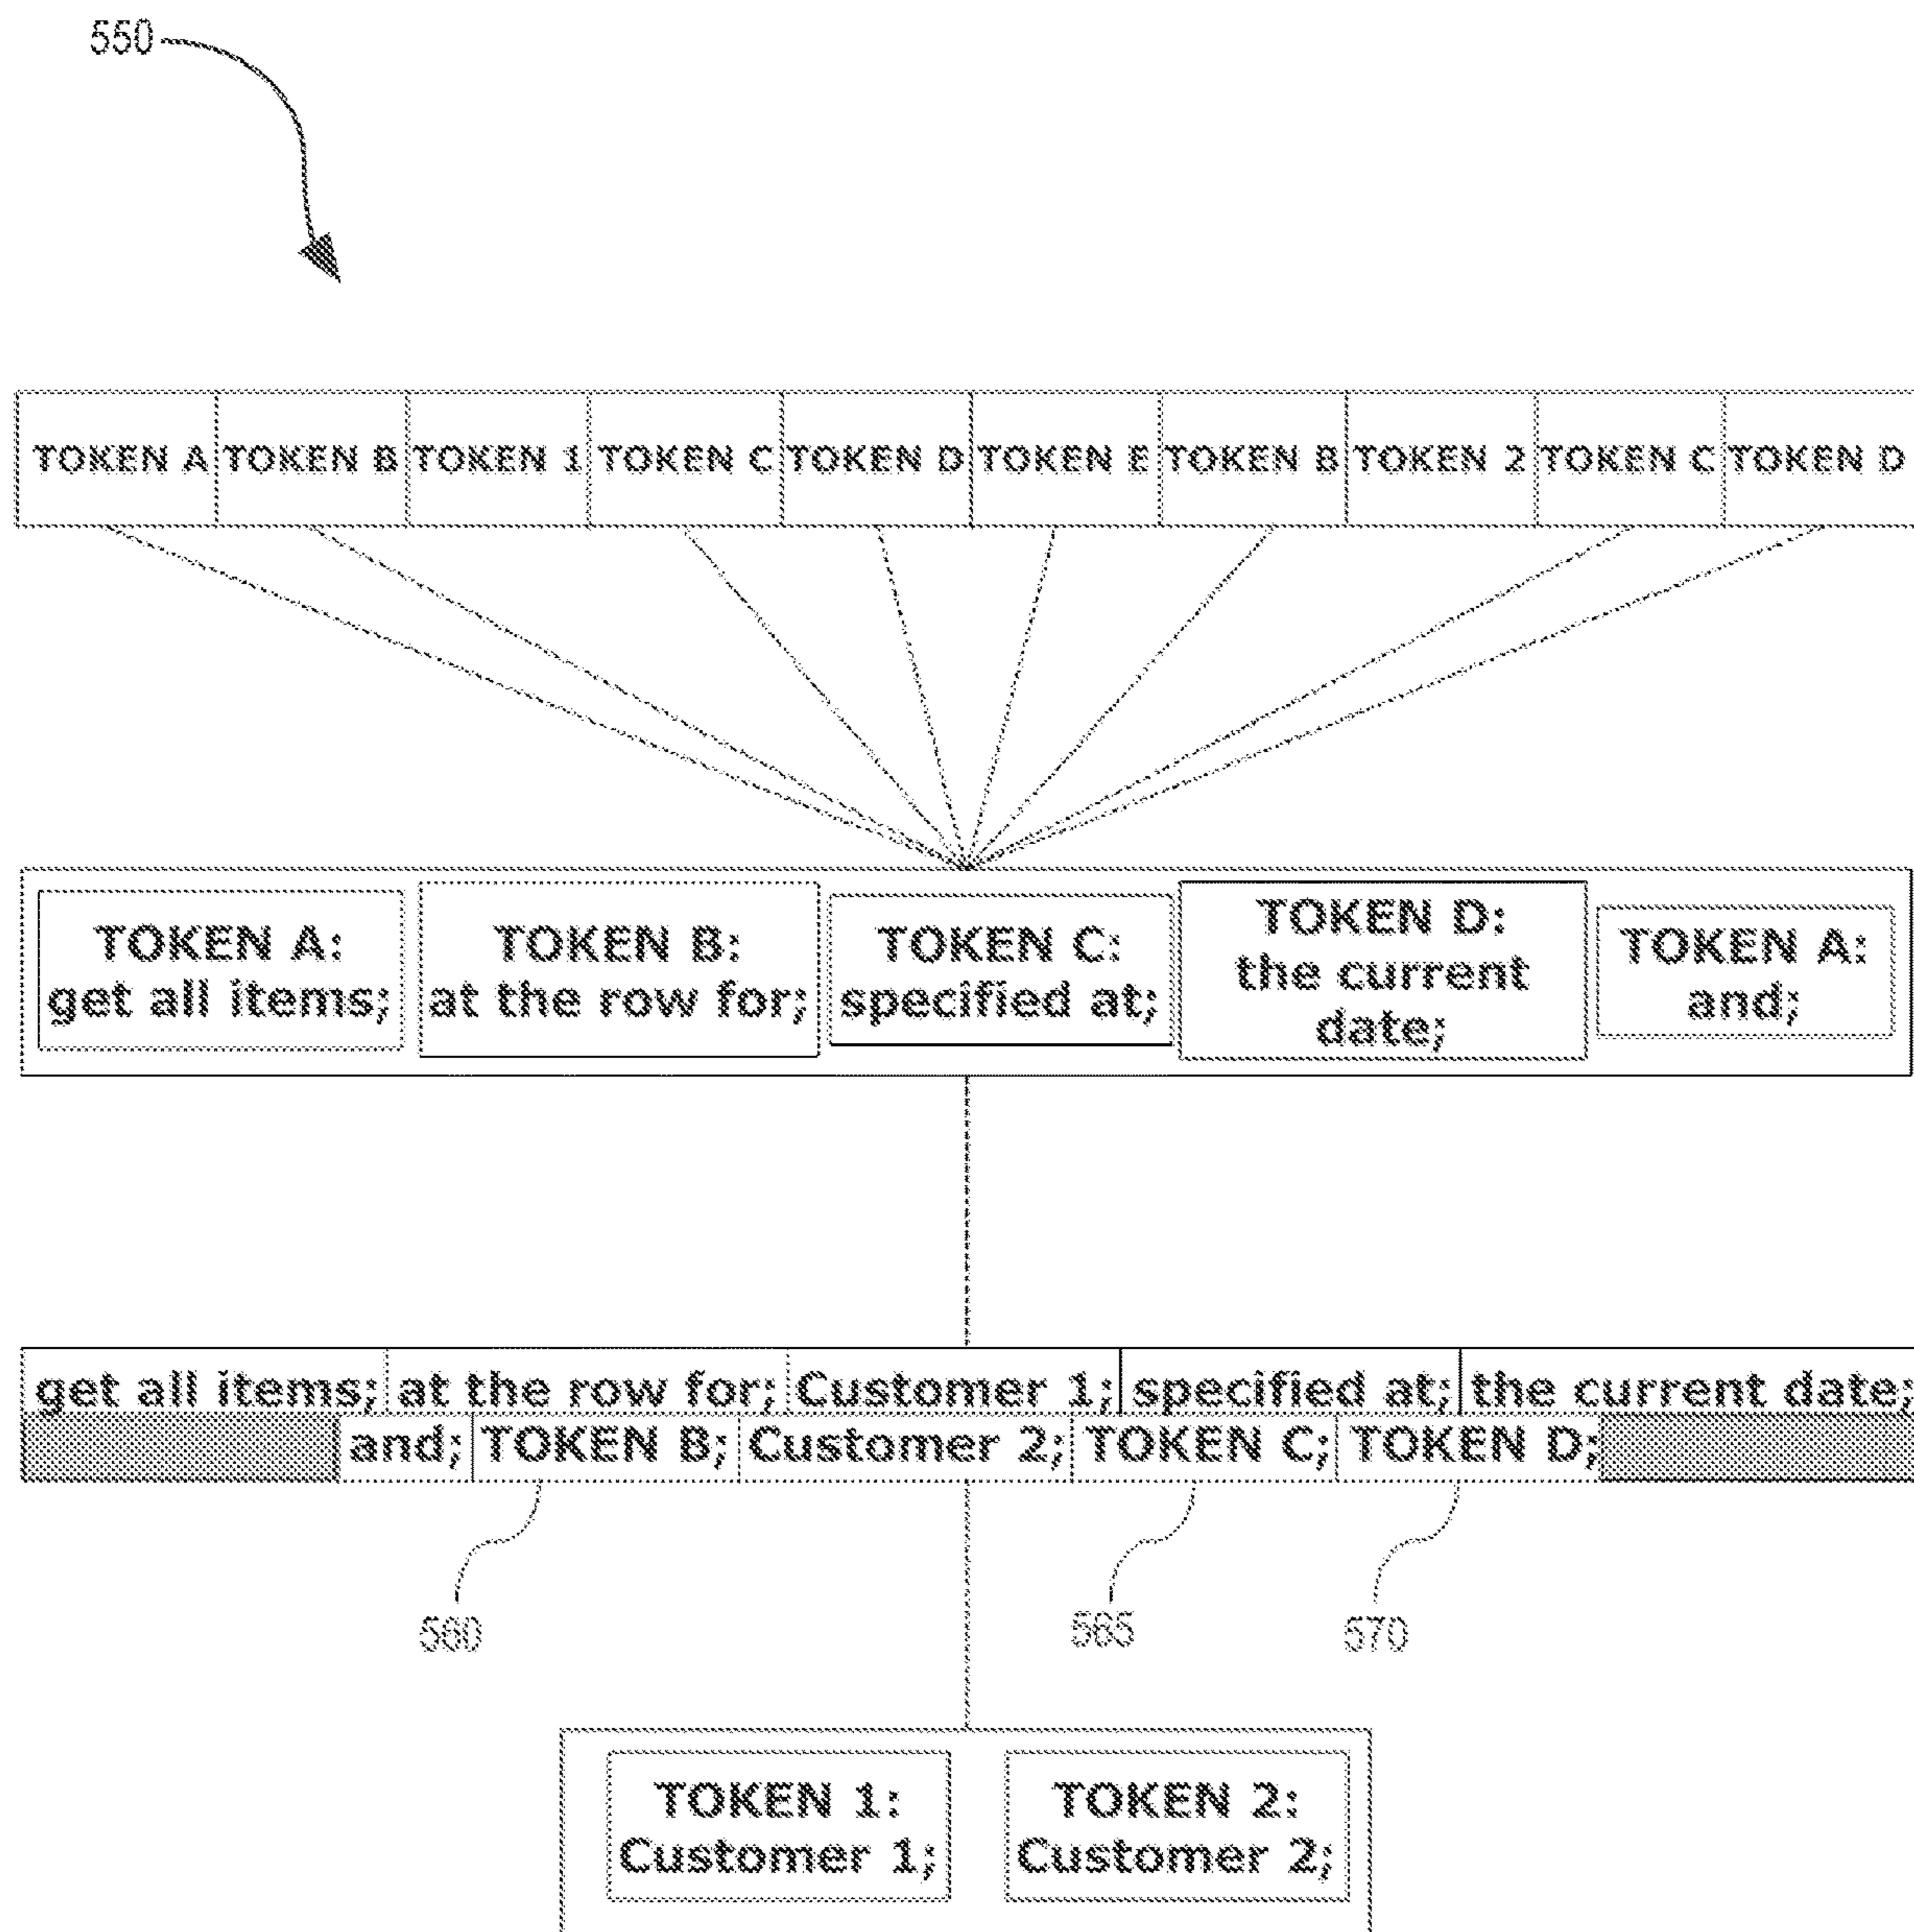 550
TOKEN A TOKEN B TOKEN 1 TOKEN C TOKEN D TOKEN E TOKEN B TOKEN 2 TOKEN C TOKEN D
TOKEN A:
get all items;
TOKEN B:
at the row for;
TOKEN C:
specified at;
TOKEN D:
the current
date;
TOKEN A:
and;
get all items; at the row for; Customer 1; specified at; the current date;
and; TOKEN B; Customer 2; TOKEN C; TOKEN D;
560 565 570
TOKEN 1:
Customer 1;
TOKEN 2:
Customer 2;